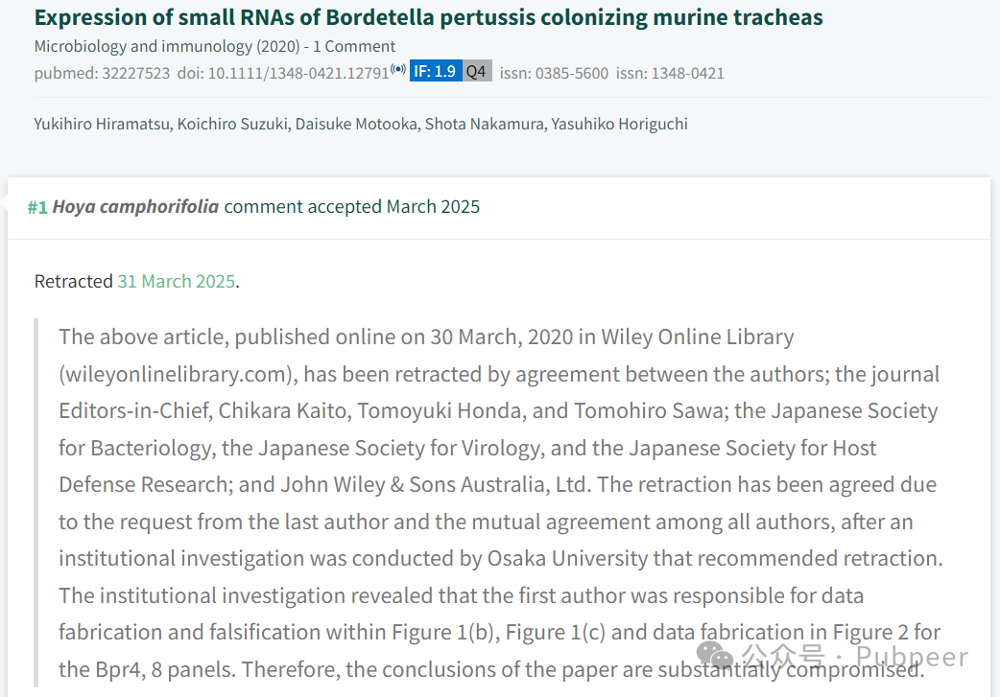 Expression of small RNAs of Bordetella pertussis colonizing murine tracheas
Microbiology and immunology (2020) - 1 Comment
pubmed: 32227523 doi: 10.1111/1348-0421.12791 IF: 1.9 Q4 issn: 0385-5600 issn: 1348-0421
Yukihiro Hiramatsu, Koichiro Suzuki, Daisuke Motooka, Shota Nakamura, Yasuhiko Horiguchi
#1 Hoya camphorifolia comment accepted March 2025
Retracted 31 March 2025.
The above article, published online on 30 March, 2020 in Wiley Online Library
(wileyonlinelibrary.com), has been retracted by agreement between the authors; the journal
Editors-in-Chief, Chikara Kaito, Tomoyuki Honda, and Tomohiro Sawa; the Japanese Society
for Bacteriology, the Japanese Society for Virology, and the Japanese Society for Host
Defense Research; and John Wiley & Sons Australia, Ltd. The retraction has been agreed due
to the request from the last author and the mutual agreement among all authors, after an
institutional investigation was conducted by Osaka University that recommended retraction.
The institutional investigation revealed that the first author was responsible for data
fabrication and falsification within Figure 1(b), Figure 1(c) and data fabrication in Figure 2 for
the Bpr4, 8 panels. Therefore, the conclusions of the paper are substantially compromised.
公众号 · Pubpeer